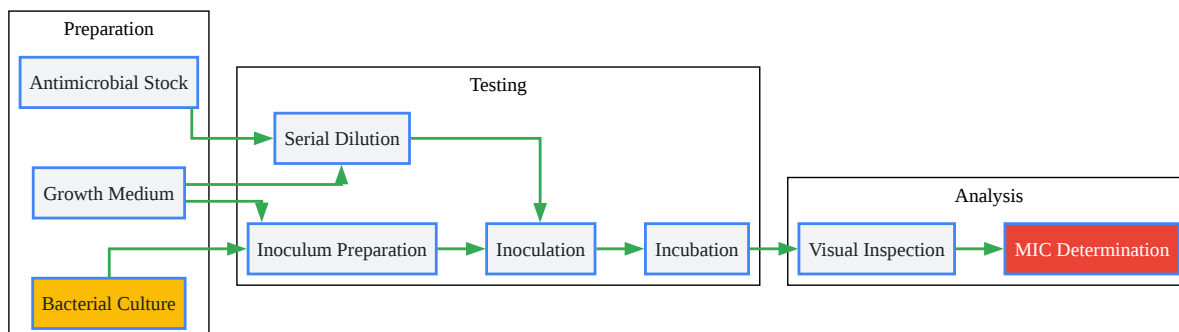 Preparation
Antimicrobial Stock
Growth Medium
Bacterial Culture
Testing
Serial Dilution
Inoculum Preparation
Inoculation
Incubation
Analysis
Visual Inspection
MIC Determination